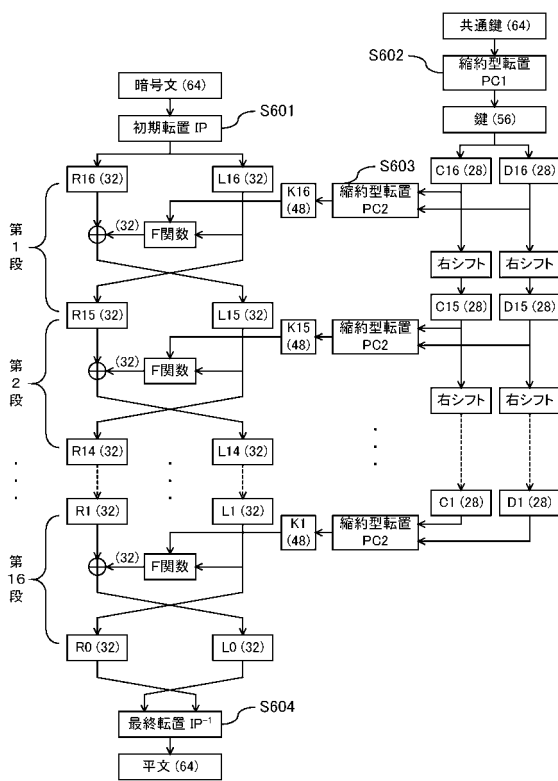 共通鍵 (64)
S602
縮約型転置
PC1
暗号文 (64)
S601
鍵 (56)
初期転置 IP
S603
R16 (32)
L16 (32)
K16
(48)
縮約型転置
PC2
C16 (28)
D16 (28)
第1段
(32)
F関数
右シフト
右シフト
R15 (32)
L15 (32)
K15
(48)
縮約型転置
PC2
C15 (28)
D15 (28)
第2段
(32)
F関数
右シフト
右シフト
R14 (32)
L14 (32)
R1 (32)
L1 (32)
K1
(48)
縮約型転置
PC2
C1 (28)
D1 (28)
第16段
(32)
F関数
R0 (32)
L0 (32)
S604
最終転置 IP⁻¹
平文 (64)